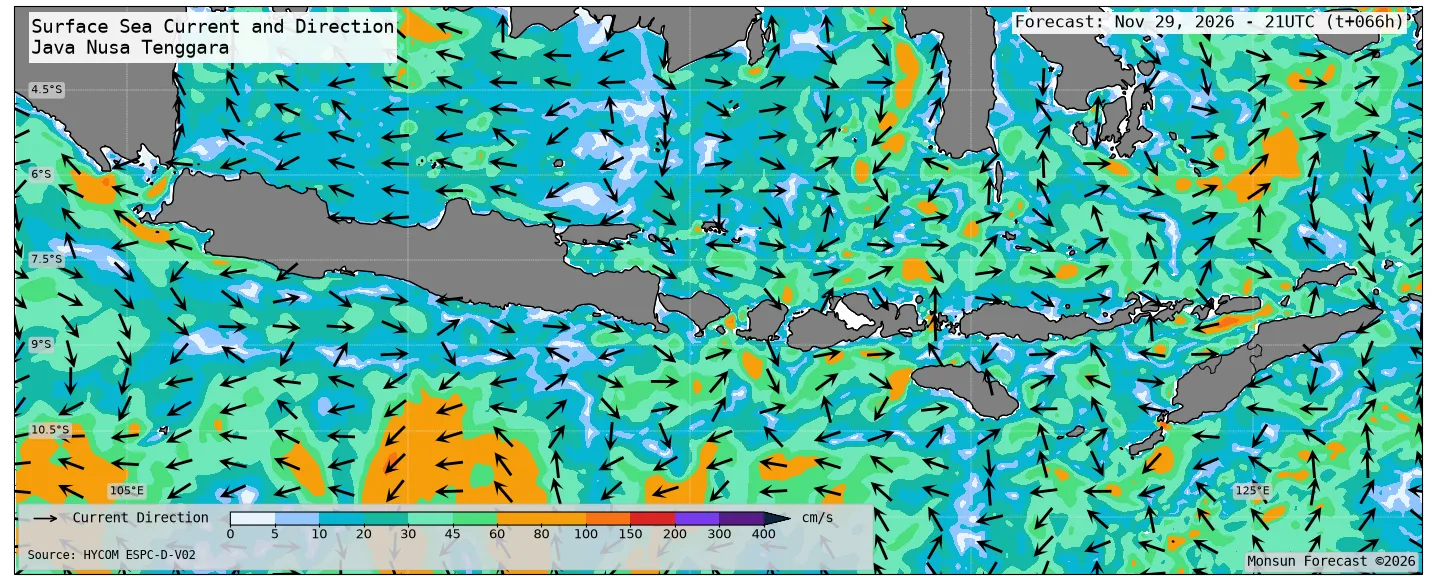 Surface Sea Current and Direction
Java Nusa Tenggara
Forecast: Nov 29, 2026 - 21UTC (t+066h)
4.5°S
6°S
7.5°S
9°S
10.5°S
105°E
125°E
Current Direction
0 5 10 20 30 45 60 80 100 150 200 300 400 cm/s
Source: HYCOM ESPC-D-V02
Monsun Forecast ©2026